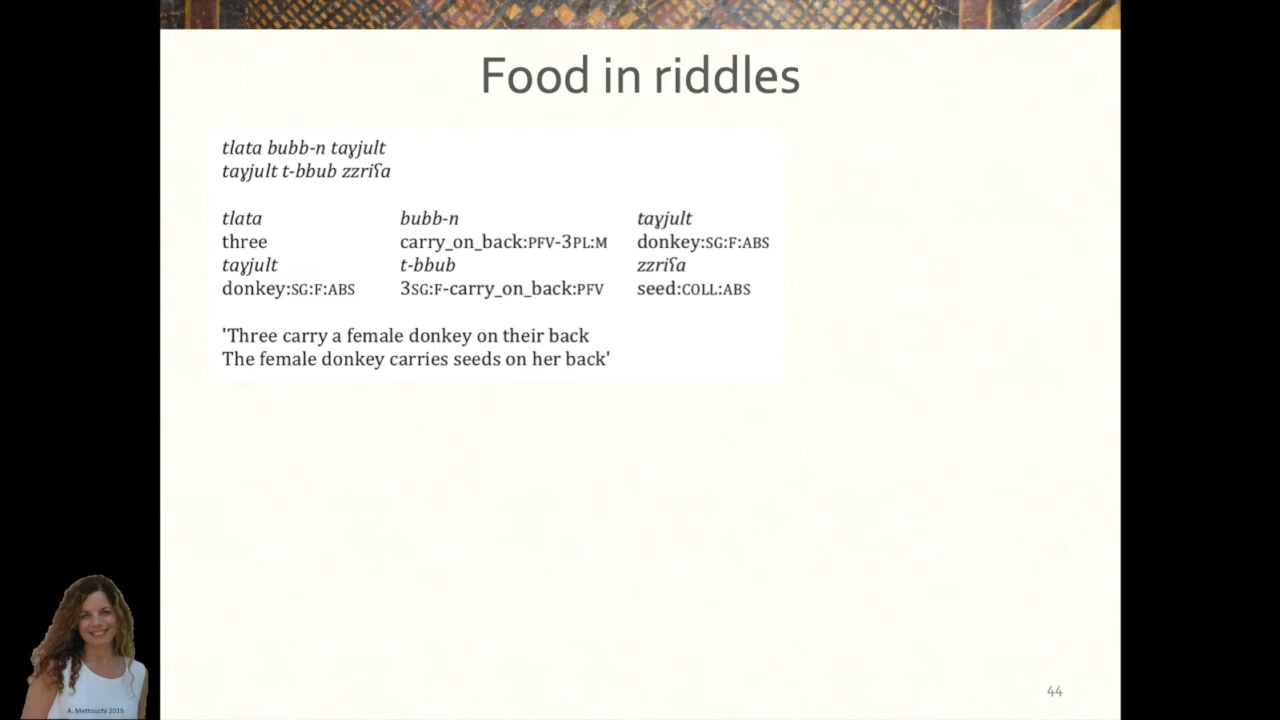 Food in riddles
tlata bubb-n taɣjult
taɣjult t-bbub zzriʕa
tlata bubb-n taɣjult
three carry_on_back:PFV-3PL:M donkey:SG:F:ABS
taɣjult t-bbub zzriʕa
donkey:SG:F:ABS 3SG:F-carry_on_back:PFV seed:COLL:ABS
'Three carry a female donkey on their back
The female donkey carries seeds on her back'
A. Mettouchi 2019
44